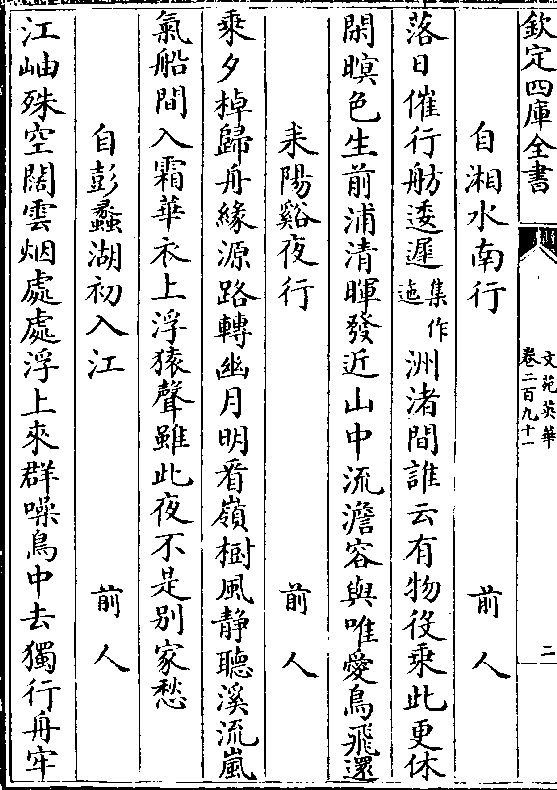 欽定四庫全書
文苑英華
卷二百九十一
二
自湘水南行 前人
落日催行舫逶遲集作迤洲渚間誰云有物役乗此更休
閑暝色生前浦清暉發近山中流澹容與唯愛鳥飛還
耒陽谿夜行 前人
乗夕棹歸舟緣源路轉幽月明看嶺樹風静聽溪流嵐
氣船間入霜華衣上浮猿聲雖此夜不是别家愁
自彭蠡湖初入江 前人
江岫殊空闊雲烟處處浮上來群噪鳥中去獨行舟牢